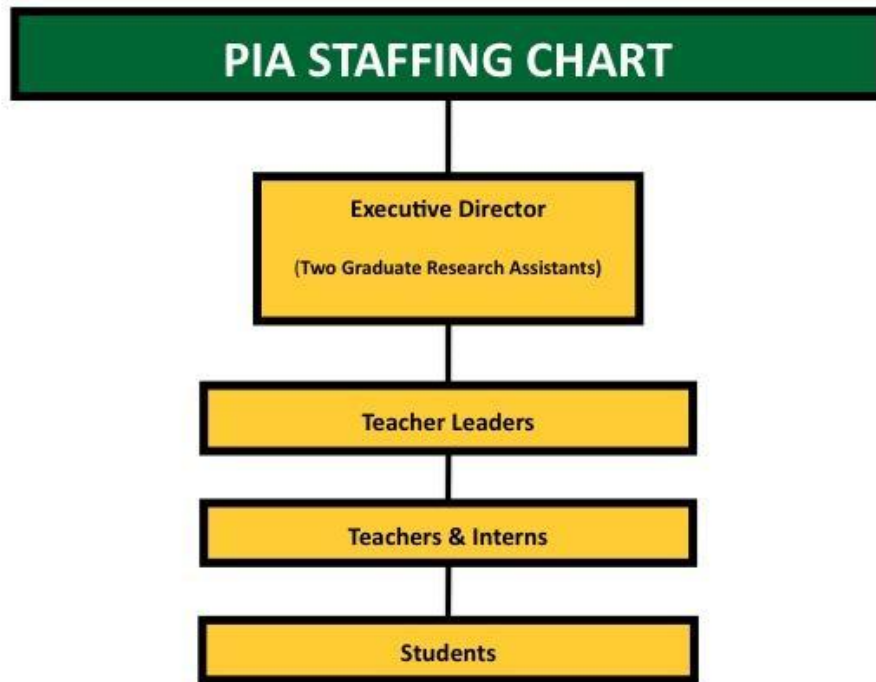 PIA STAFFING CHART
Executive Director
(Two Graduate Research Assistants)
Teacher Leaders
Teachers & Interns
Students